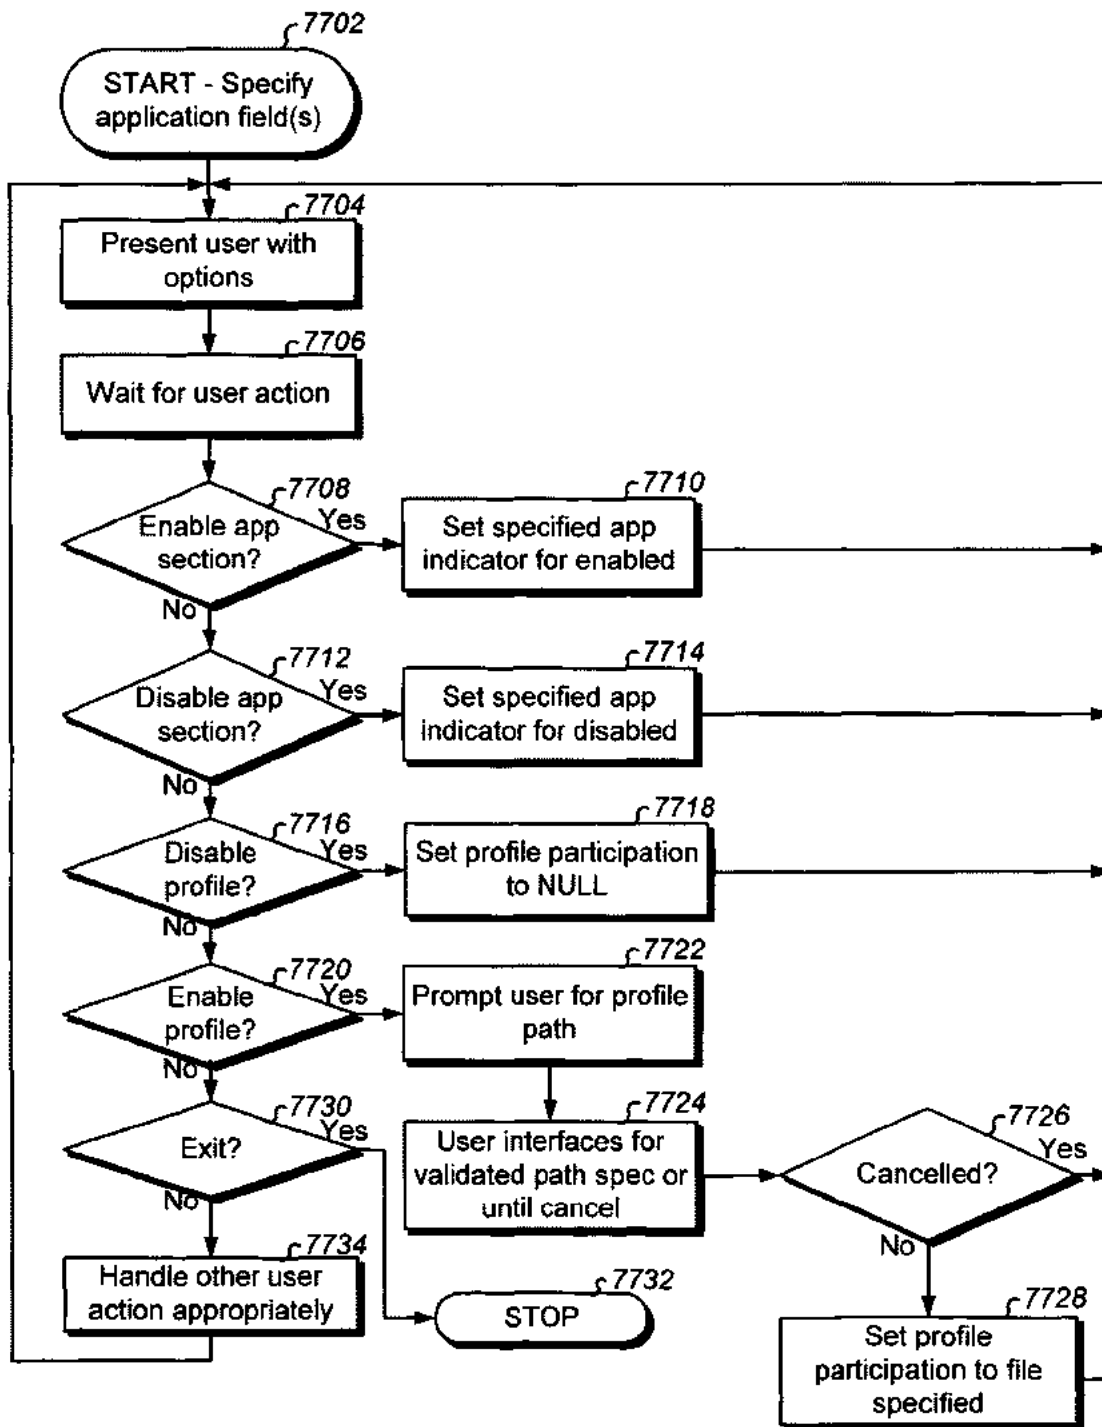 7702
START - Specify
application field(s)
7704
Present user with
options
7706
Wait for user action
7708
Enable app
section?
Yes
No
7710
Set specified app
indicator for enabled
7712
Disable app
section?
Yes
No
7714
Set specified app
indicator for disabled
7716
Disable
profile?
Yes
No
7718
Set profile participation
to NULL
7720
Enable
profile?
Yes
No
7722
Prompt user for profile
path
7724
User interfaces for
validated path spec or
until cancel
7726
Cancelled?
Yes
No
7728
Set profile
participation to file
specified
7730
Exit?
Yes
No
7732
STOP
7734
Handle other user
action appropriately